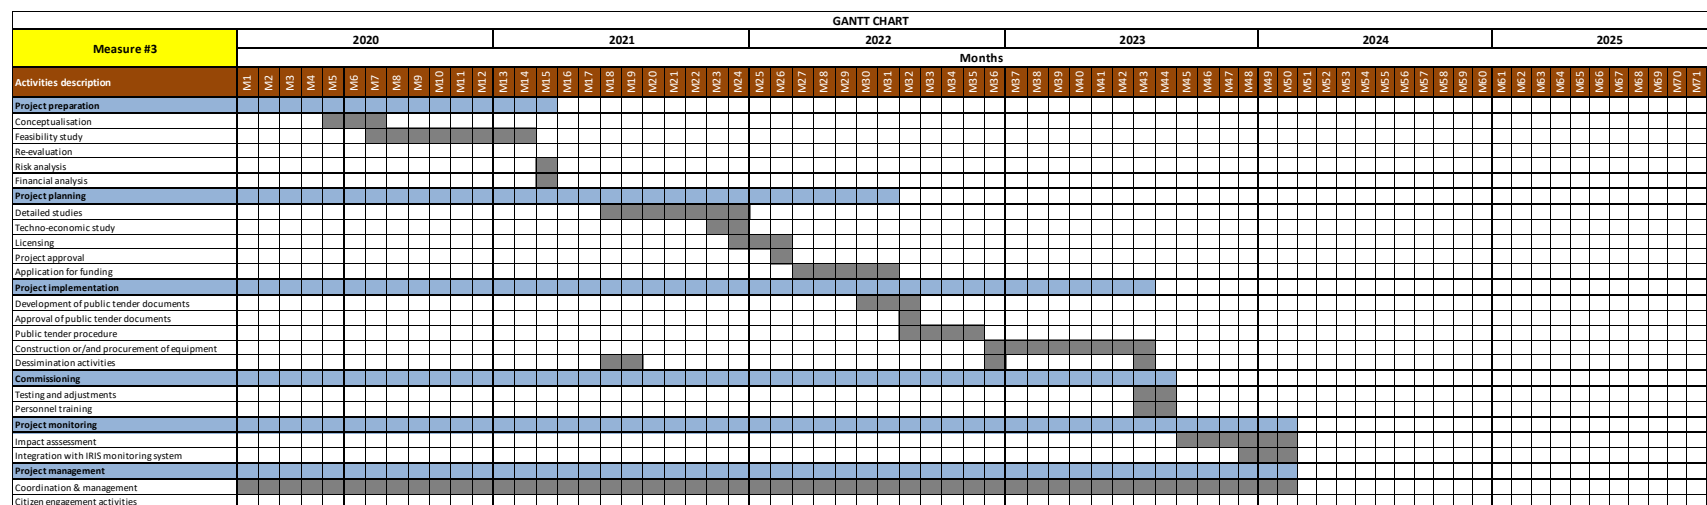 GANTT CHART
Measure #3 2020 2021 2022 2023 2024 2025
Months
Activities description M1 M2 M3 M4 M5 M6 M7 M8 M9 M10 M11 M12 M13 M14 M15 M16 M17 M18 M19 M20 M21 M22 M23 M24 M25 M26 M27 M28 M29 M30 M31 M32 M33 M34 M35 M36 M37 M38 M39 M40 M41 M42 M43 M44 M45 M46 M47 M48 M49 M50 M51 M52 M53 M54 M55 M56 M57 M58 M59 M60 M61 M62 M63 M64 M65 M66 M67 M68 M69 M70 M71
Project preparation
Conceptualisation
Feasibility study
Re-evaluation
Risk analysis
Financial analysis
Project planning
Detailed studies
Techno-economic study
Licensing
Project approval
Application for funding
Project implementation
Development of public tender documents
Approval of public tender documents
Public tender procedure
Construction or/and procurement of equipment
Dessimination activities
Commissioning
Testing and adjustments
Personnel training
Project monitoring
Impact asssessment
Integration with IRIS monitoring system
Project management
Coordination & management
Citizen engagement activities